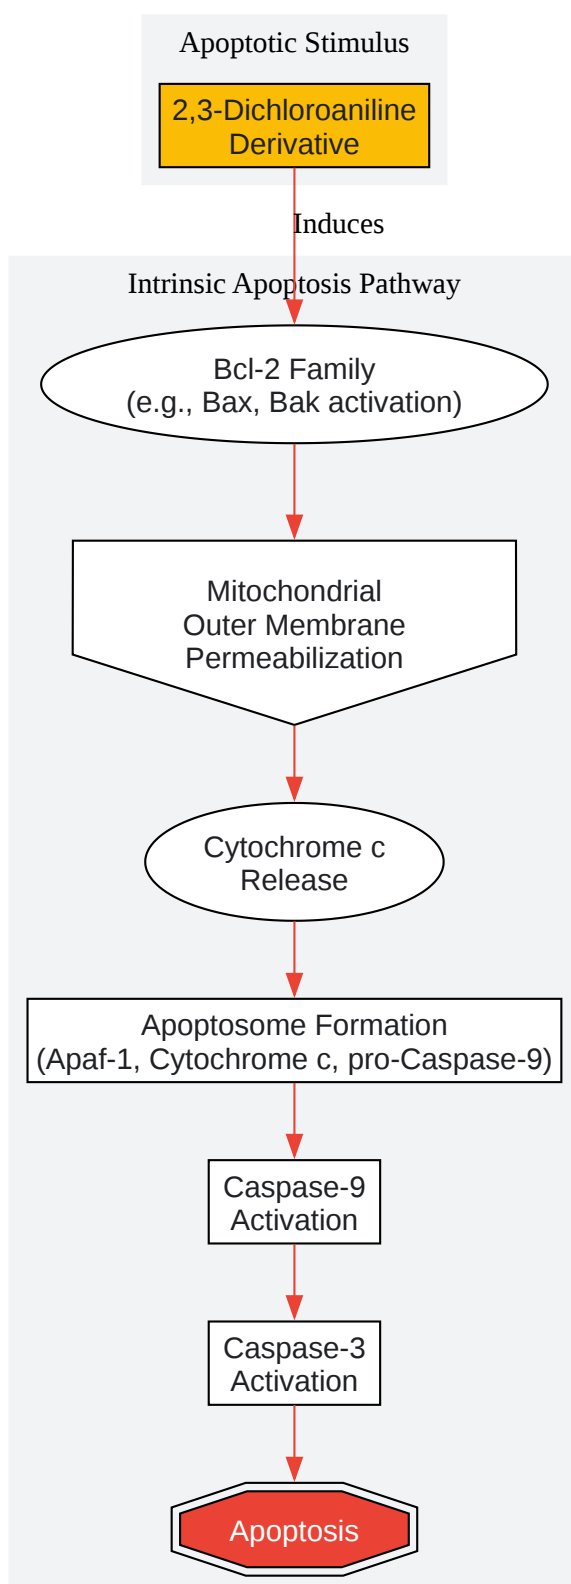 Apoptotic Stimulus
2,3-Dichloroaniline
Derivative
Induces
Intrinsic Apoptosis Pathway
Bcl-2 Family
(e.g., Bax, Bak activation)
Mitochondrial
Outer Membrane
Permeabilization
Cytochrome c
Release
Apoptosome Formation
(Apaf-1, Cytochrome c, pro-Caspase-9)
Caspase-9
Activation
Caspase-3
Activation
Apoptosis